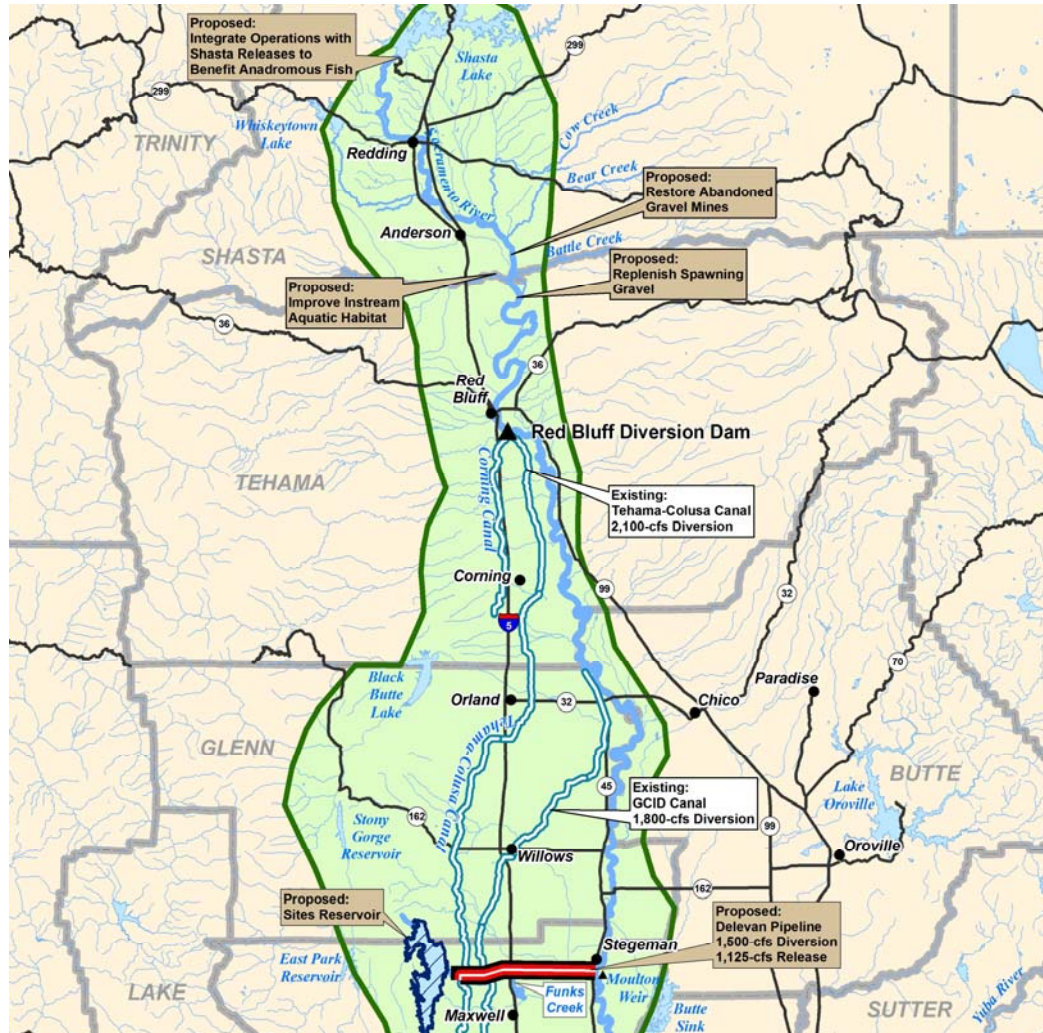 Proposed:
Integrate Operations with
Shasta Releases to
Benefit Anadromous Fish
Shasta
Lake
299
299
Whiskeytown
Lake
TRINITY
Cow Creek
Redding
Sacramento River
Bear Creek
Proposed:
Restore Abandoned
Gravel Mines
Anderson
Battle Creek
SHASTA
Proposed:
Replenish Spawning
Gravel
Proposed:
Improve Instream
Aquatic Habitat
36
36
Red
Bluff
Red Bluff Diversion Dam
TEHAMA
Corning Canal
Existing:
Tehama-Colusa Canal
2,100-cfs Diversion
Corning
99
32
5
70
Black
Butte
Lake
Orland
32
Chico
Paradise
Tehama-Colusa Canal
GLENN
BUTTE
Existing:
GCID Canal
1,800-cfs Diversion
45
Lake
Oroville
Stony
Gorge
Reservoir
162
99
Willows
Oroville
162
Proposed:
Sites Reservoir
Proposed:
Delevan Pipeline
1,500-cfs Diversion
1,125-cfs Release
Stegeman
East Park
Reservoir
Moulton
Weir
LAKE
Funks
Creek
Maxwell
Butte
Sink
SUTTER
Yuba River